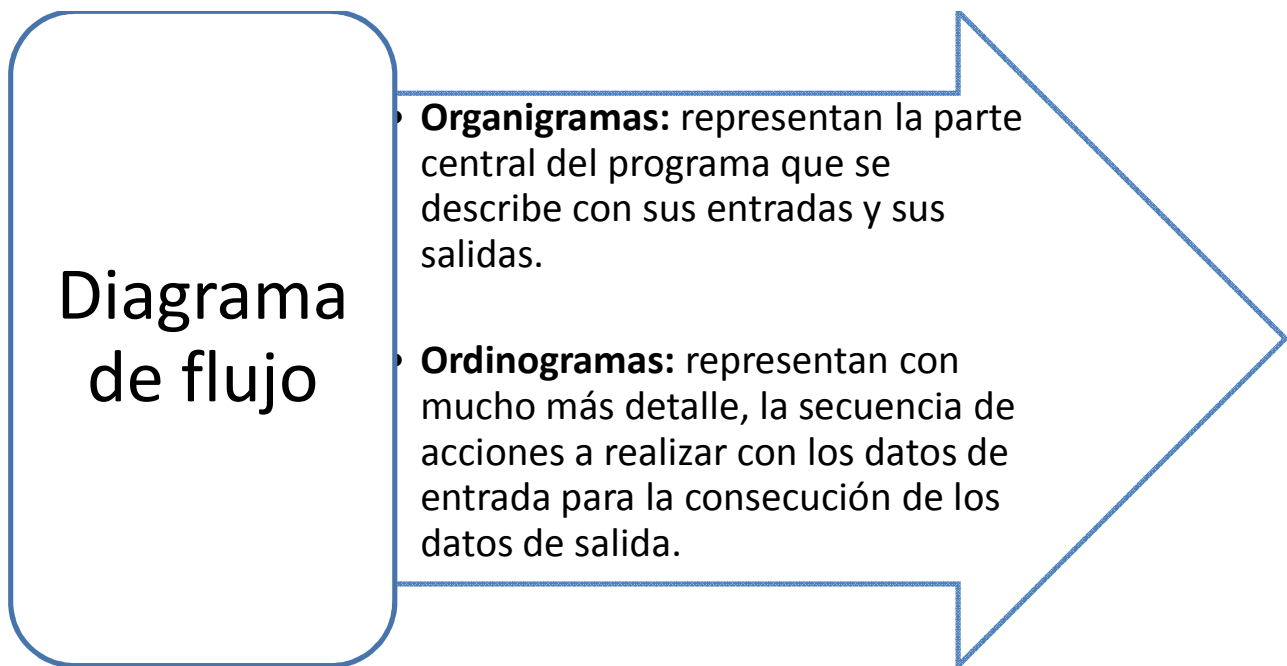 Diagrama
de flujo
• Organigramas: representan la parte
central del programa que se
describe con sus entradas y sus
salidas.
• Ordinogramas: representan con
mucho más detalle, la secuencia de
acciones a realizar con los datos de
entrada para la consecución de los
datos de salida.